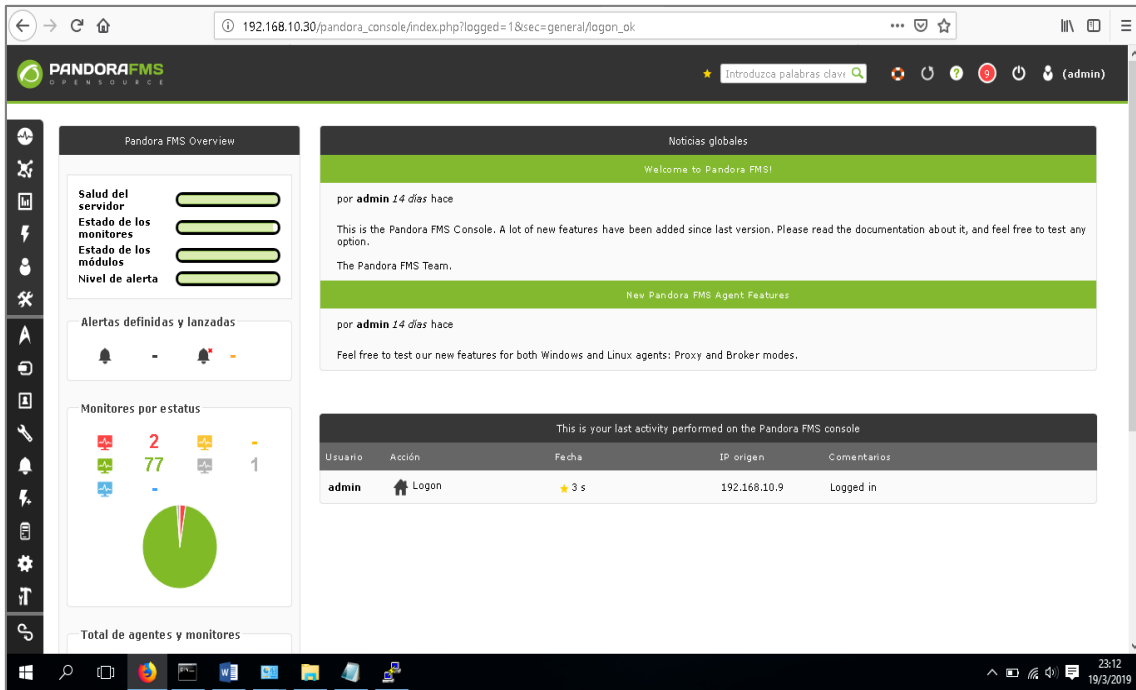 192.168.10.30/pandora_console/index.php?logged=1&sec=general/logon_ok
PANDORAFMS
OPENSOURCE
Introduzca palabras clave
9
(admin)
Pandora FMS Overview
Salud del
servidor
Estado de los
monitores
Estado de los
módulos
Nivel de alerta
Alertas definidas y lanzadas
- -
Monitores por estatus
2 -
77 1
-
Total de agentes y monitores
Noticias globales
Welcome to Pandora FMS!
por admin 14 días hace
This is the Pandora FMS Console. A lot of new features have been added since last version. Please read the documentation about it, and feel free to test any
option.
The Pandora FMS Team.
New Pandora FMS Agent Features
por admin 14 días hace
Feel free to test our new features for both Windows and Linux agents: Proxy and Broker modes.
This is your last activity performed on the Pandora FMS console
Usuario Acción Fecha IP origen Comentarios
admin Logon 3 s 192.168.10.9 Logged in
23:12
19/3/2019